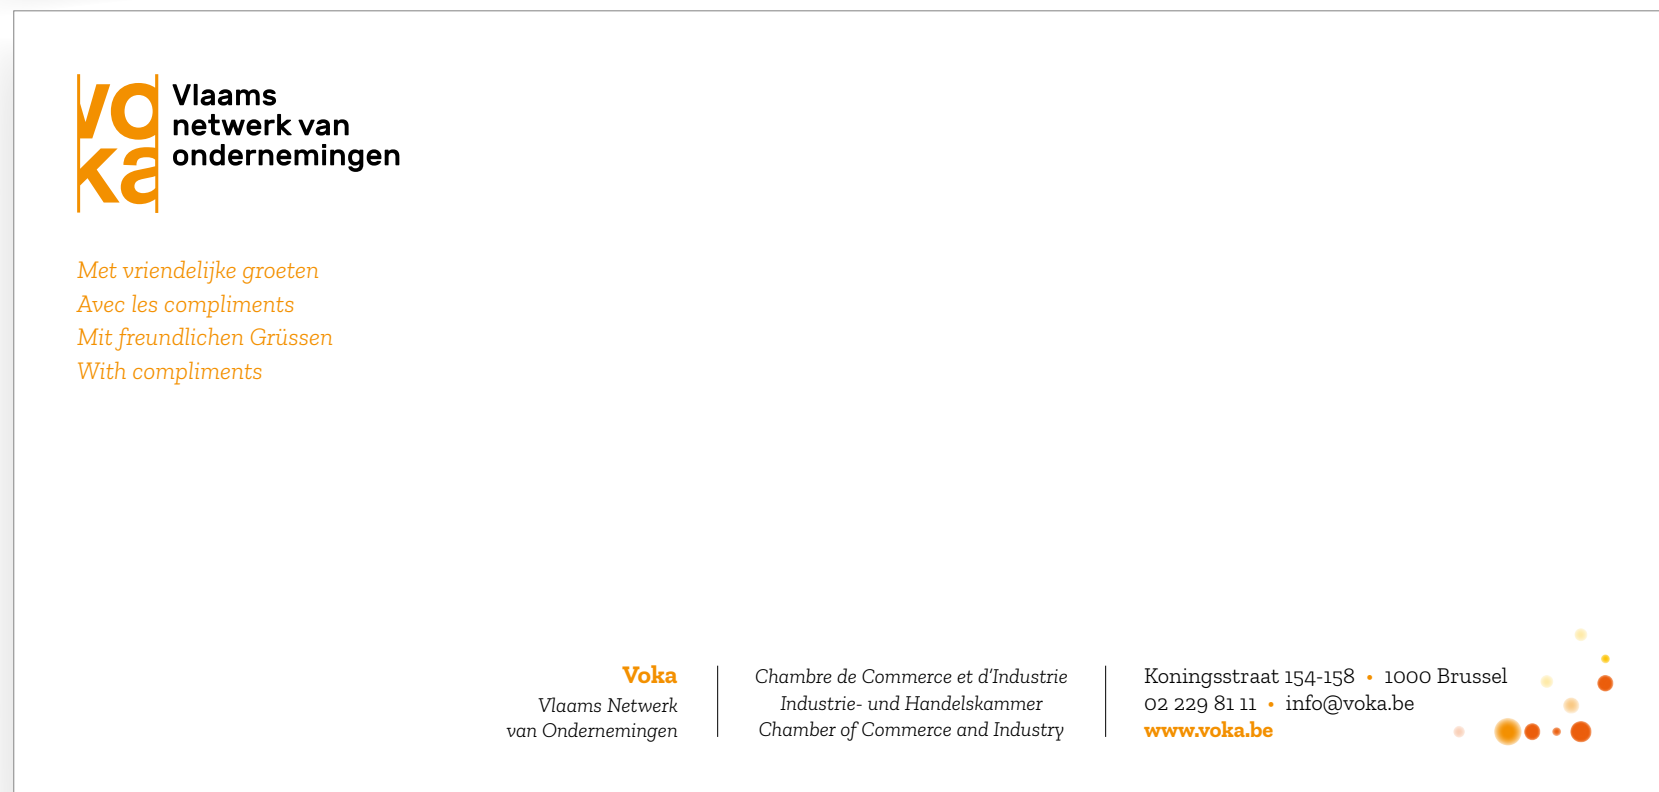 voka
Vlaams
netwerk van
ondernemingen
Met vriendelijke groeten
Avec les compliments
Mit freundlichen Grüssen
With compliments
Voka
Vlaams Netwerk
van Ondernemingen
Chambre de Commerce et d’Industrie
Industrie- und Handelskammer
Chamber of Commerce and Industry
Koningsstraat 154-158 • 1000 Brussel
02 229 81 11 • info@voka.be
www.voka.be